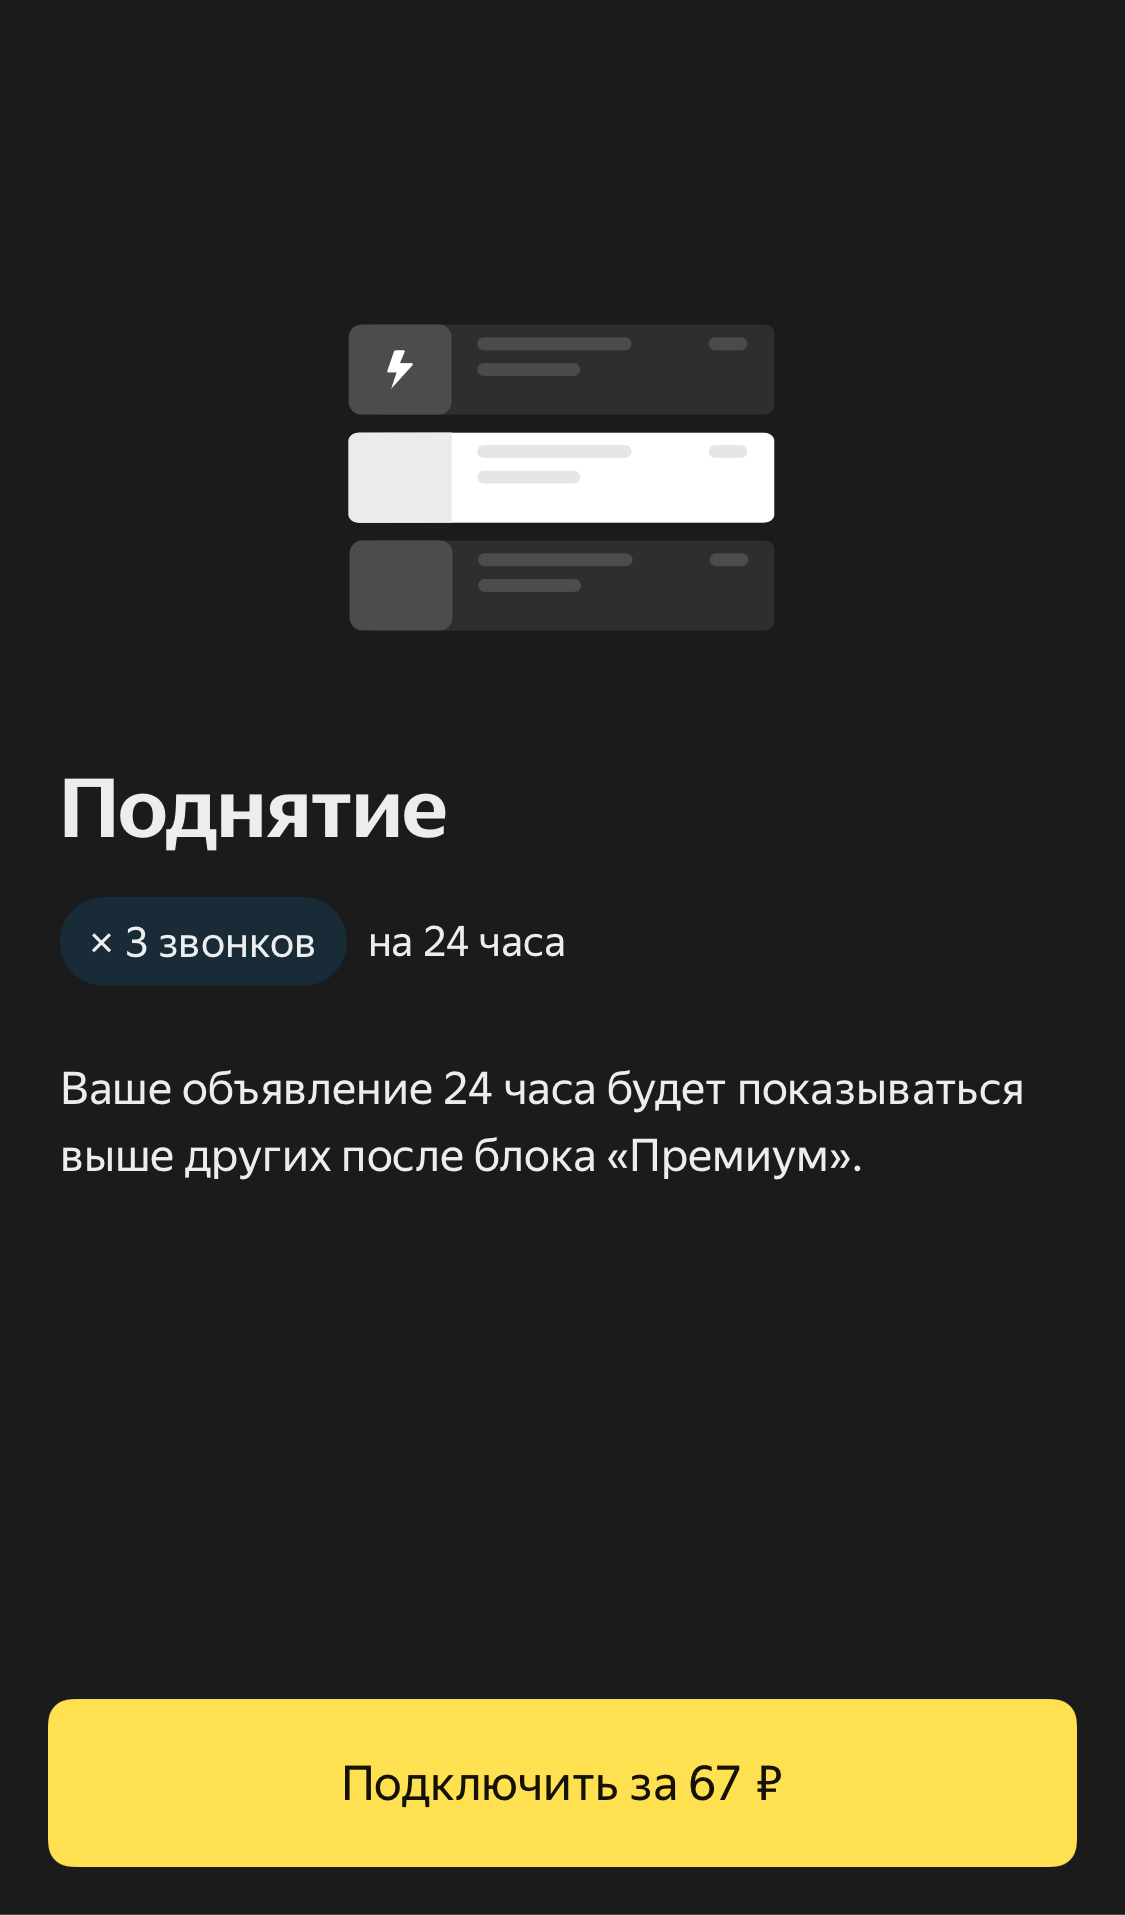 Поднятие
× 3 звонков на 24 часа
Ваше объявление 24 часа будет показываться
выше других после блока «Премиум».
Подключить за 67 ₽